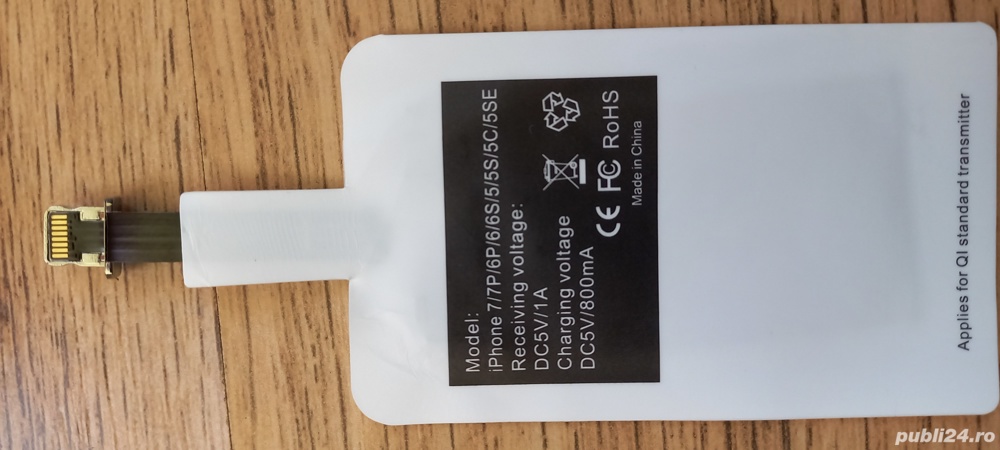 Model:
iPhone 7/7P/6P/6/6S/5/5S/5C/5SE
Receiving voltage:
DC5V/1A
Charging voltage
DC5V/800mA
CE FC RoHS
Made in China
Applies for QI standard transmitter
publi24.ro